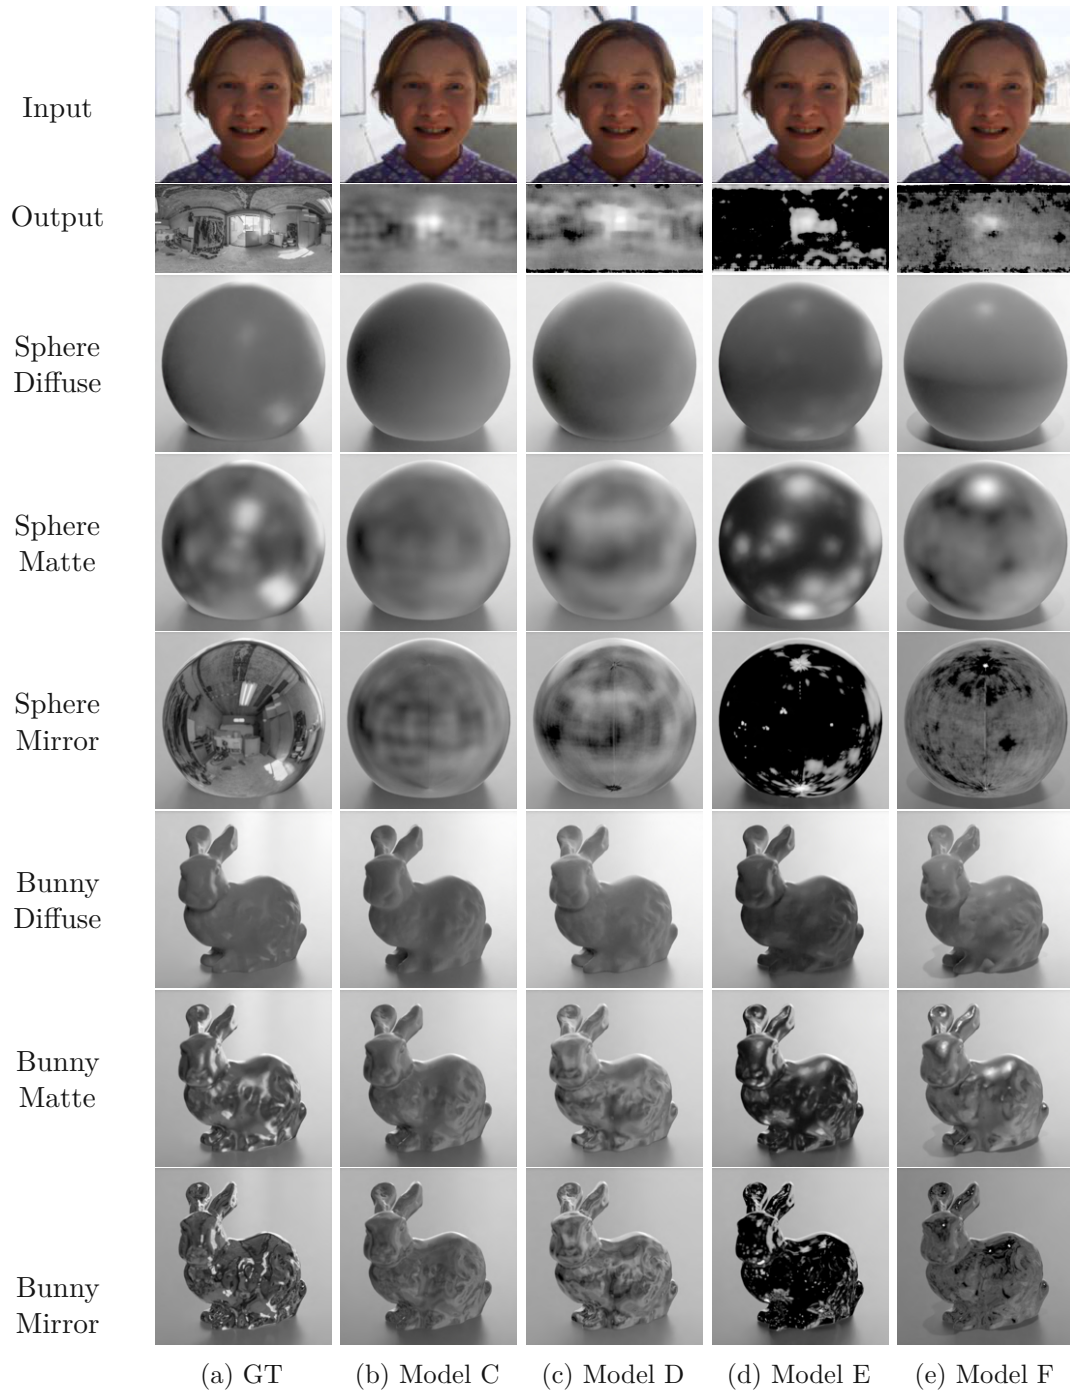 Input
Output
Sphere
Diffuse
Sphere
Matte
Sphere
Mirror
Bunny
Diffuse
Bunny
Matte
Bunny
Mirror
(a) GT
(b) Model C
(c) Model D
(d) Model E
(e) Model F